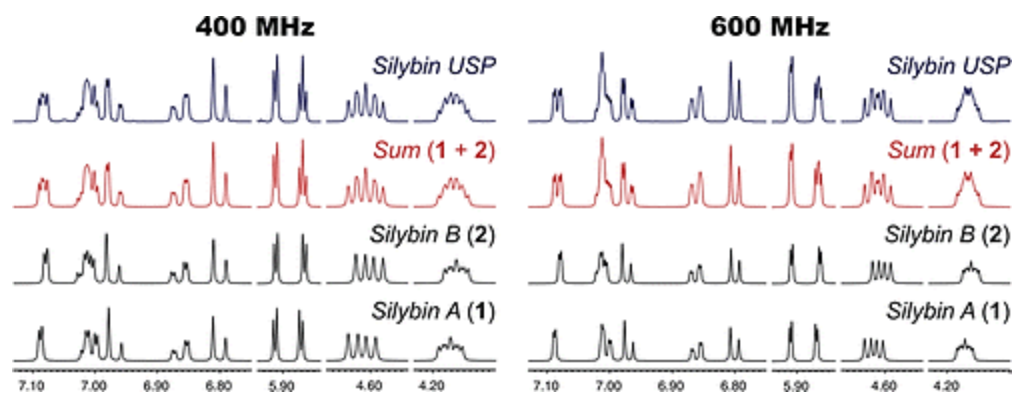 400 MHz
600 MHz
Silybin USP
Silybin USP
Sum (1 + 2)
Sum (1 + 2)
Silybin B (2)
Silybin B (2)
Silybin A (1)
Silybin A (1)
7.10 7.00 6.90 6.80 5.90 4.60 4.20
7.10 7.00 6.90 6.80 5.90 4.60 4.20